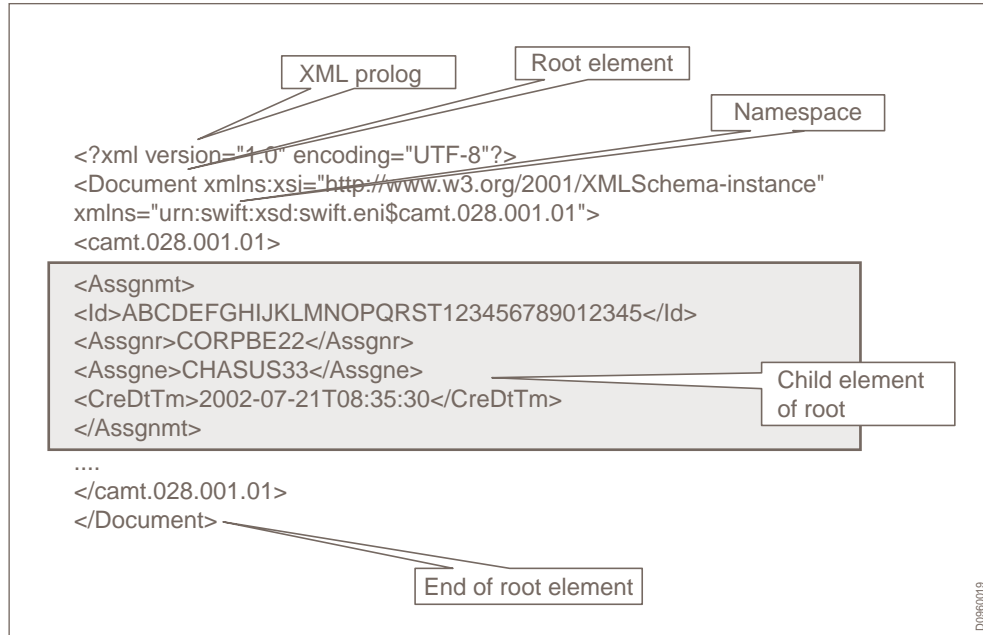 XML prolog
Root element
Namespace
<?xml version="1.0" encoding="UTF-8"?>
<Document xmlns:xsi="http://www.w3.org/2001/XMLSchema-instance"
xmlns="urn:swift:xsd:swift.eni$camt.028.001.01">
<camt.028.001.01>
<Assgnmt>
<Id>ABCDEFGHIJKLMNOPQRST123456789012345</Id>
<Assgnr>CORPBE22</Assgnr>
<Assgne>CHASUS33</Assgne>
<CreDtTm>2002-07-21T08:35:30</CreDtTm>
</Assgnmt>
Child element
of root
....
</camt.028.001.01>
</Document>
End of root element
D0960019